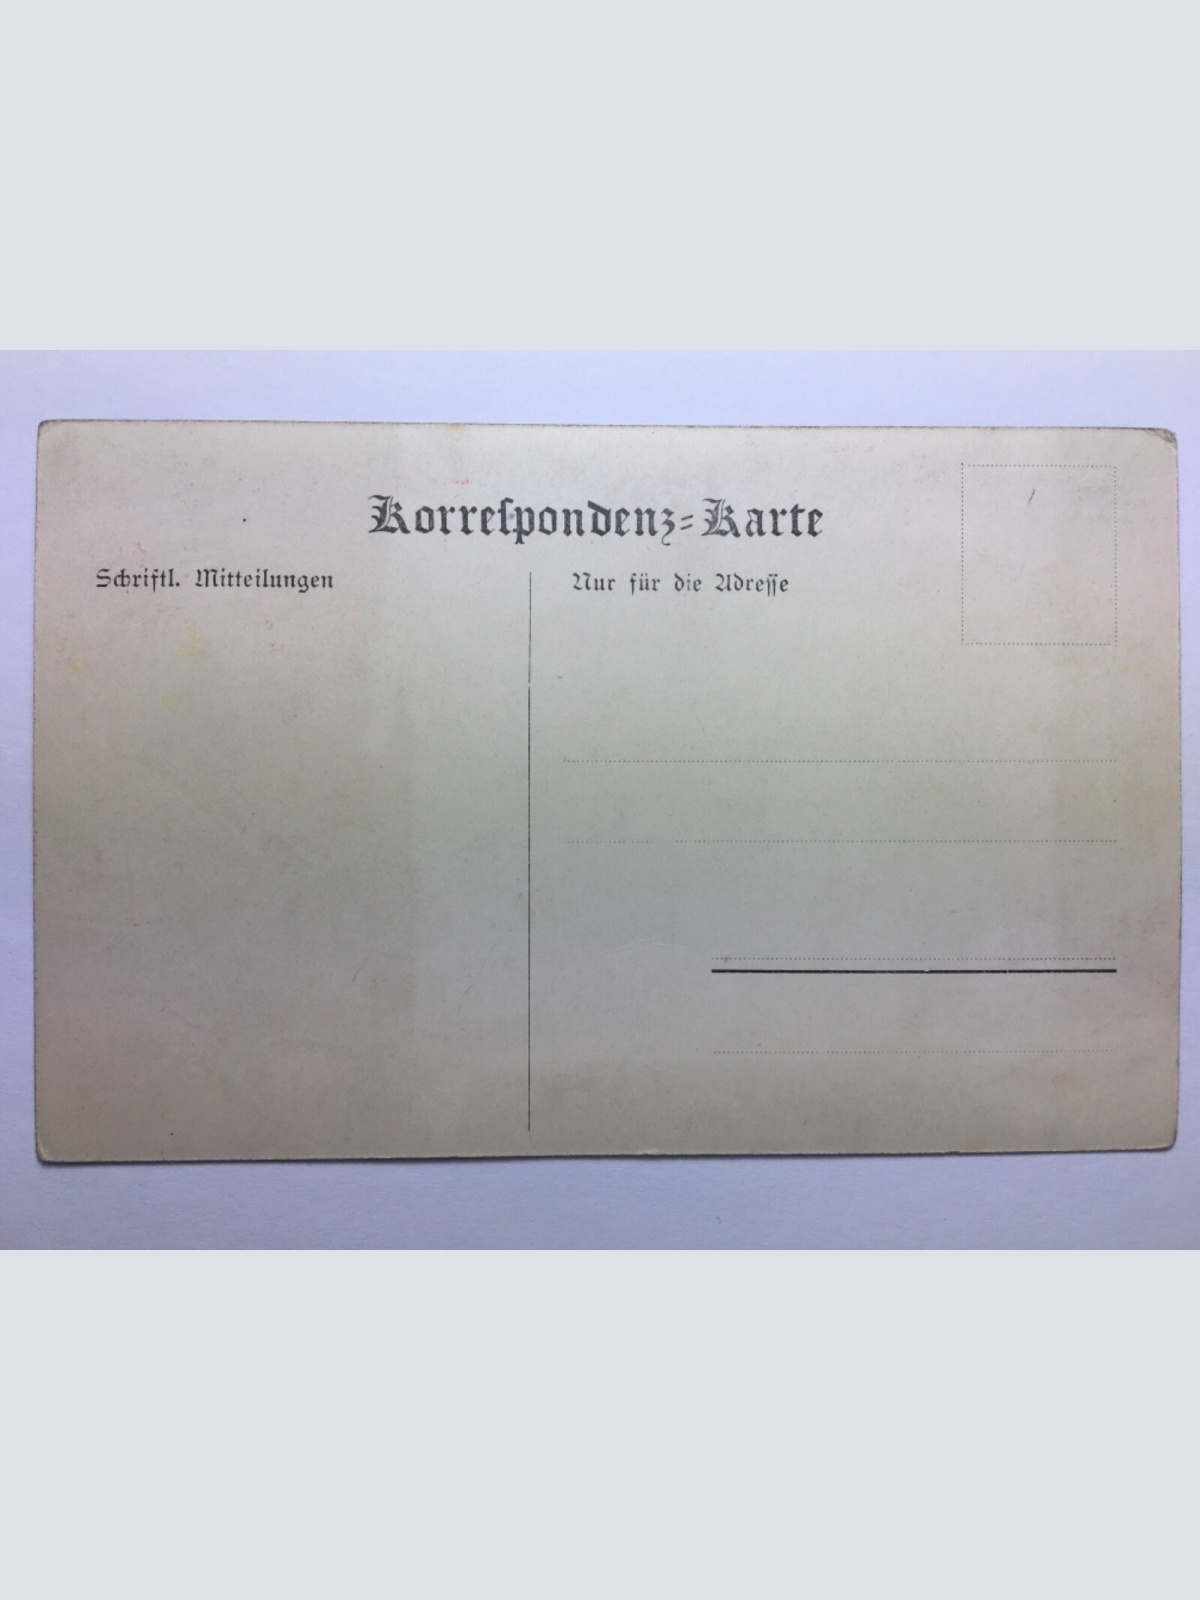 Korreſpondenz=Karte
Schriftl. Mitteilungen
Nur für die Adreſſe